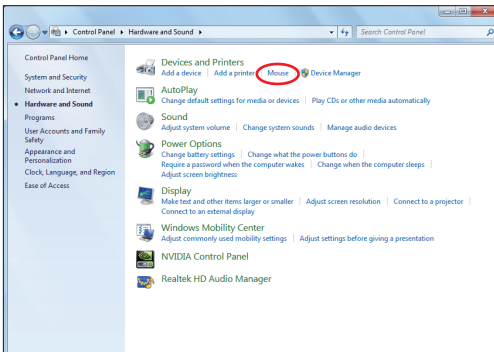 Control Panel ▸ Hardware and Sound ▸
Search Control Panel
Control Panel Home
System and Security
Network and Internet
Hardware and Sound
Programs
User Accounts and Family
Safety
Appearance and
Personalization
Clock, Language, and Region
Ease of Access
Devices and Printers
Add a device | Add a printer | Mouse | Device Manager
AutoPlay
Change default settings for media or devices | Play CDs or other media automatically
Sound
Adjust system volume | Change system sounds | Manage audio devices
Power Options
Change battery settings | Change what the power buttons do |
Require a password when the computer wakes | Change when the computer sleeps |
Adjust screen brightness
Display
Make text and other items larger or smaller | Adjust screen resolution | Connect to a projector |
Connect to an external display
Windows Mobility Center
Adjust commonly used mobility settings | Adjust settings before giving a presentation
NVIDIA Control Panel
Realtek HD Audio Manager